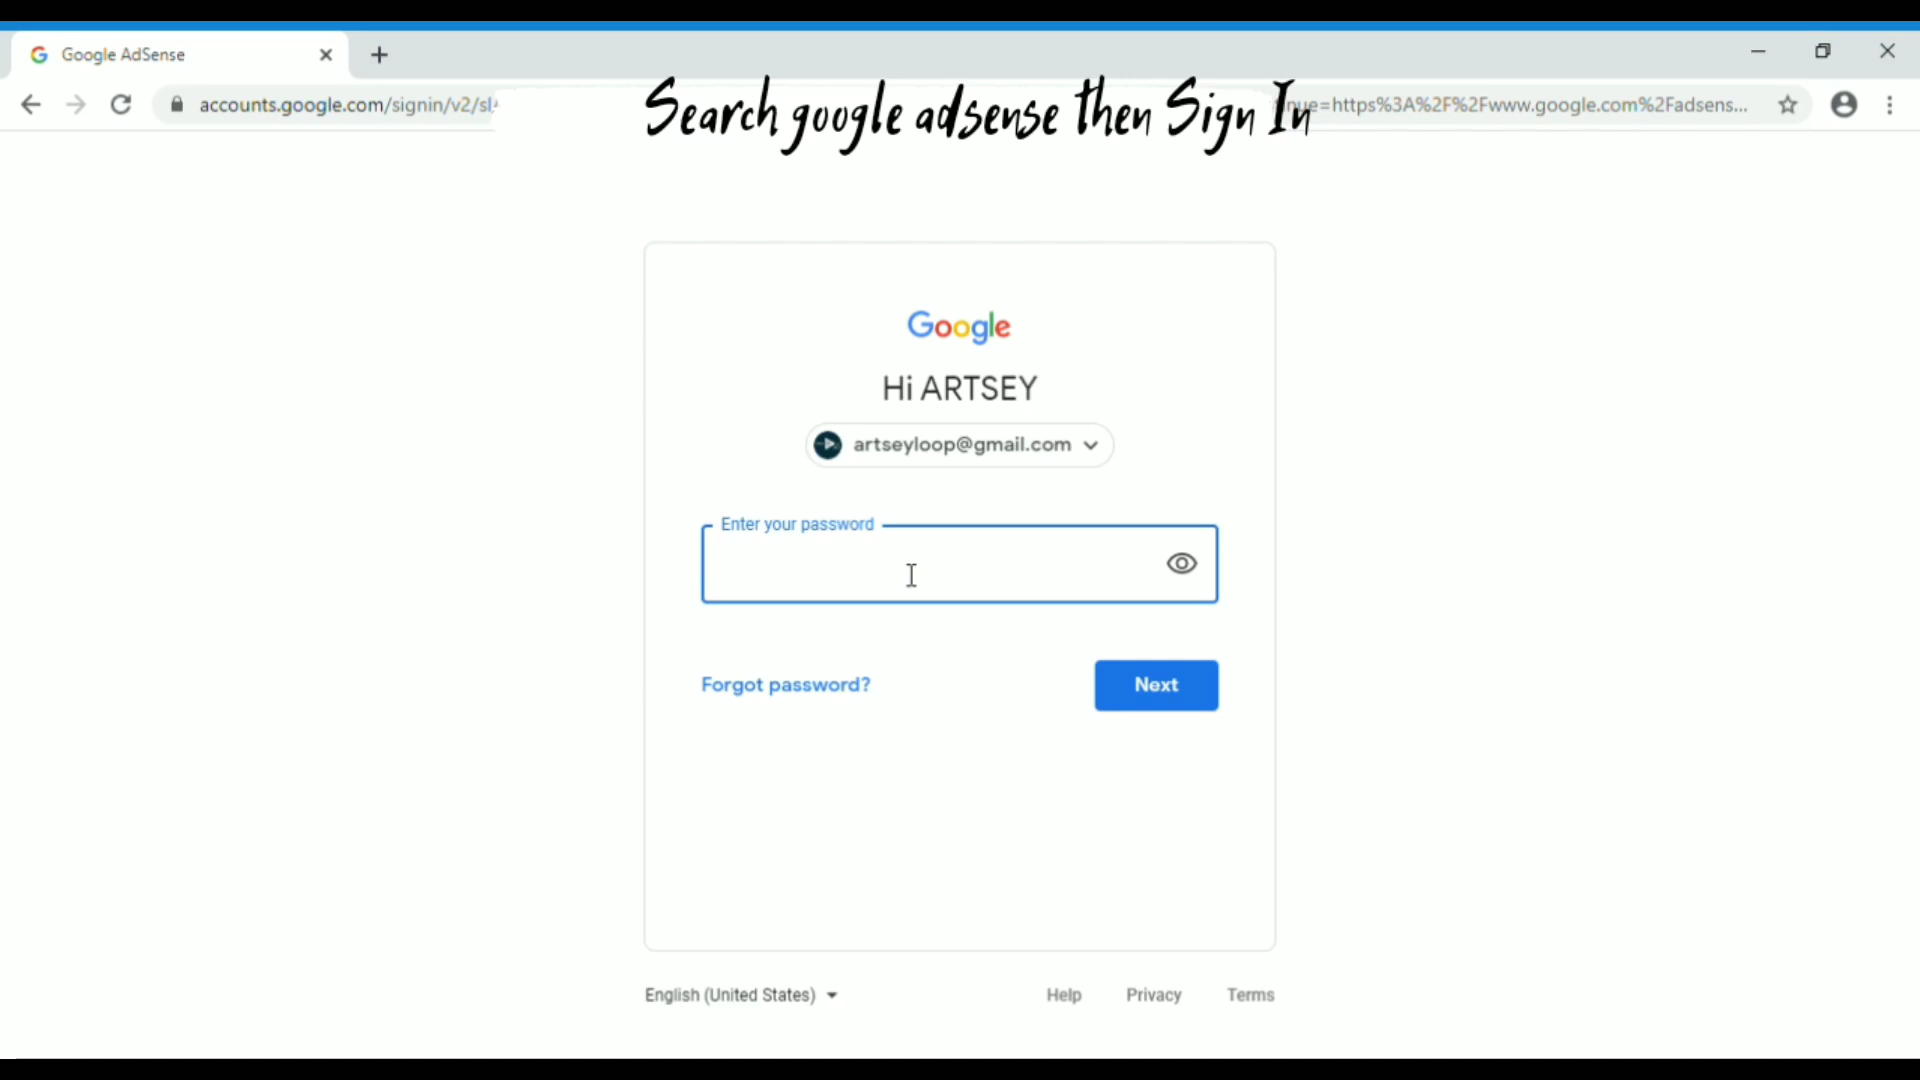 Google AdSense
Search google adsense then Sign In
accounts.google.com/signin/v2/sl
nue=https%3A%2F%2Fwww.google.com%2Fadsens...
Google
Hi ARTSEY
artseyloop@gmail.com
Enter your password
Forgot password?
Next
English (United States)
Help
Privacy
Terms